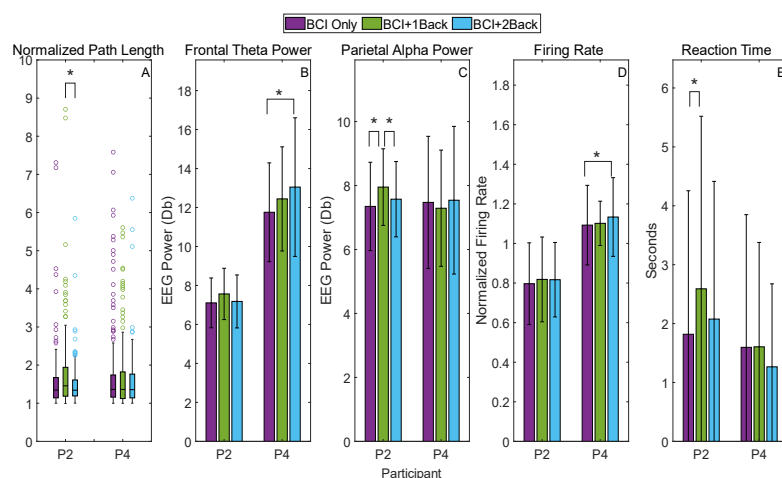 BCI Only BCI+1Back BCI+2Back
Normalized Path Length Frontal Theta Power Parietal Alpha Power Firing Rate Reaction Time
A
*
10
9
8
7
6
5
4
3
2
1
0
P2 P4
B
*
EEG Power (Db)
18
16
14
12
10
8
6
4
2
0
P2 P4
C
* *
EEG Power (Db)
10
8
6
4
2
0
P2 P4
D
*
Normalized Firing Rate
1.8
1.6
1.4
1.2
1
0.8
0.6
0.4
0.2
0
P2 P4
E
*
Seconds
6
5
4
3
2
1
0
P2 P4
Participant